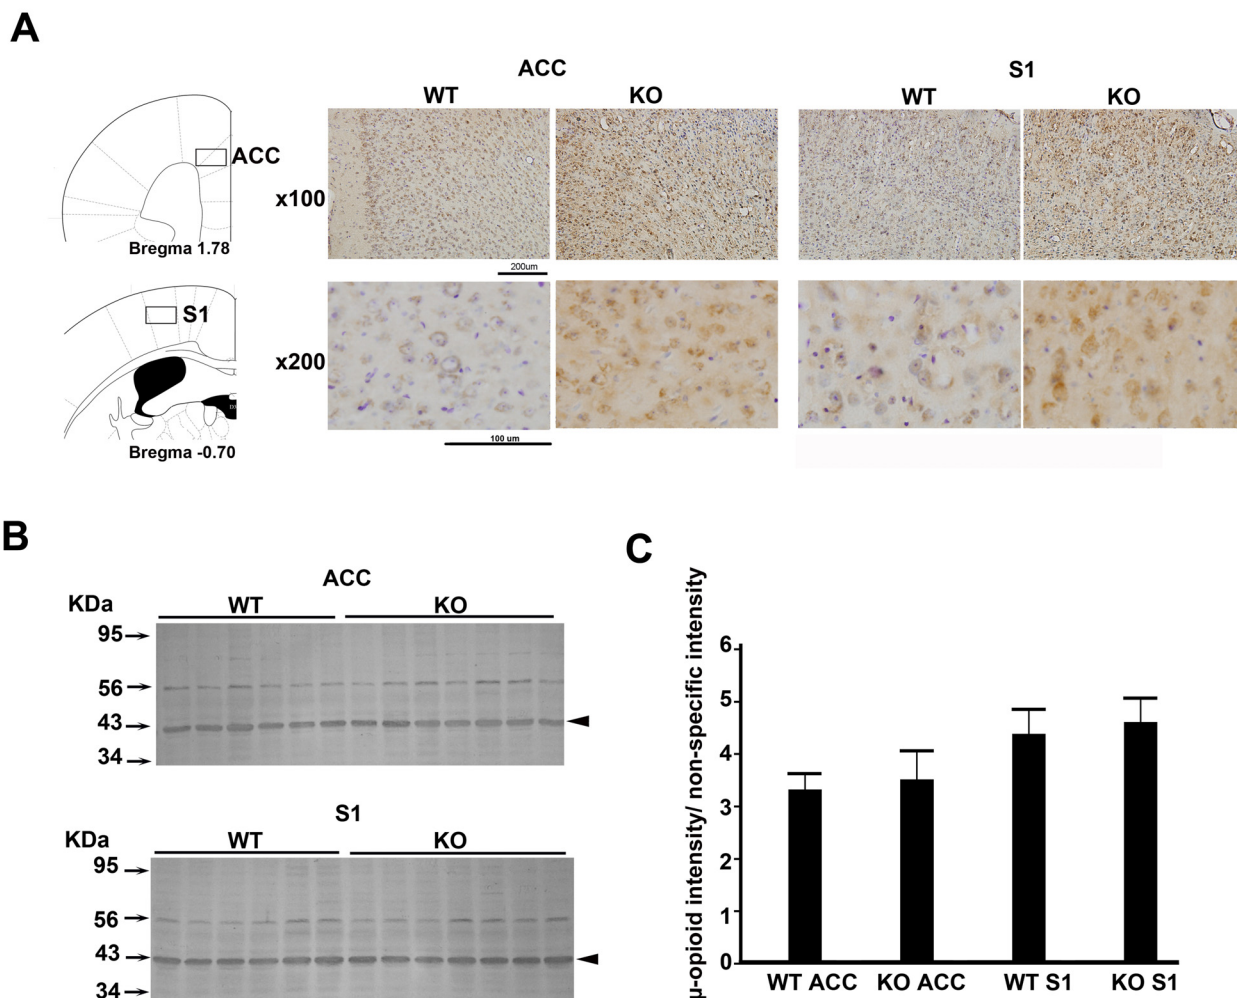 A
ACC
S1
WT
KO
WT
KO
ACC
x100
Bregma 1.78
200um
S1
x200
100 um
Bregma -0.70
B
C
ACC
KDa
WT
KO
95
56
43
34
S1
KDa
WT
KO
95
56
43
34
μ-opioid intensity/ non-specific intensity
6
5
4
3
2
1
0
WT ACC
KO ACC
WT S1
KO S1